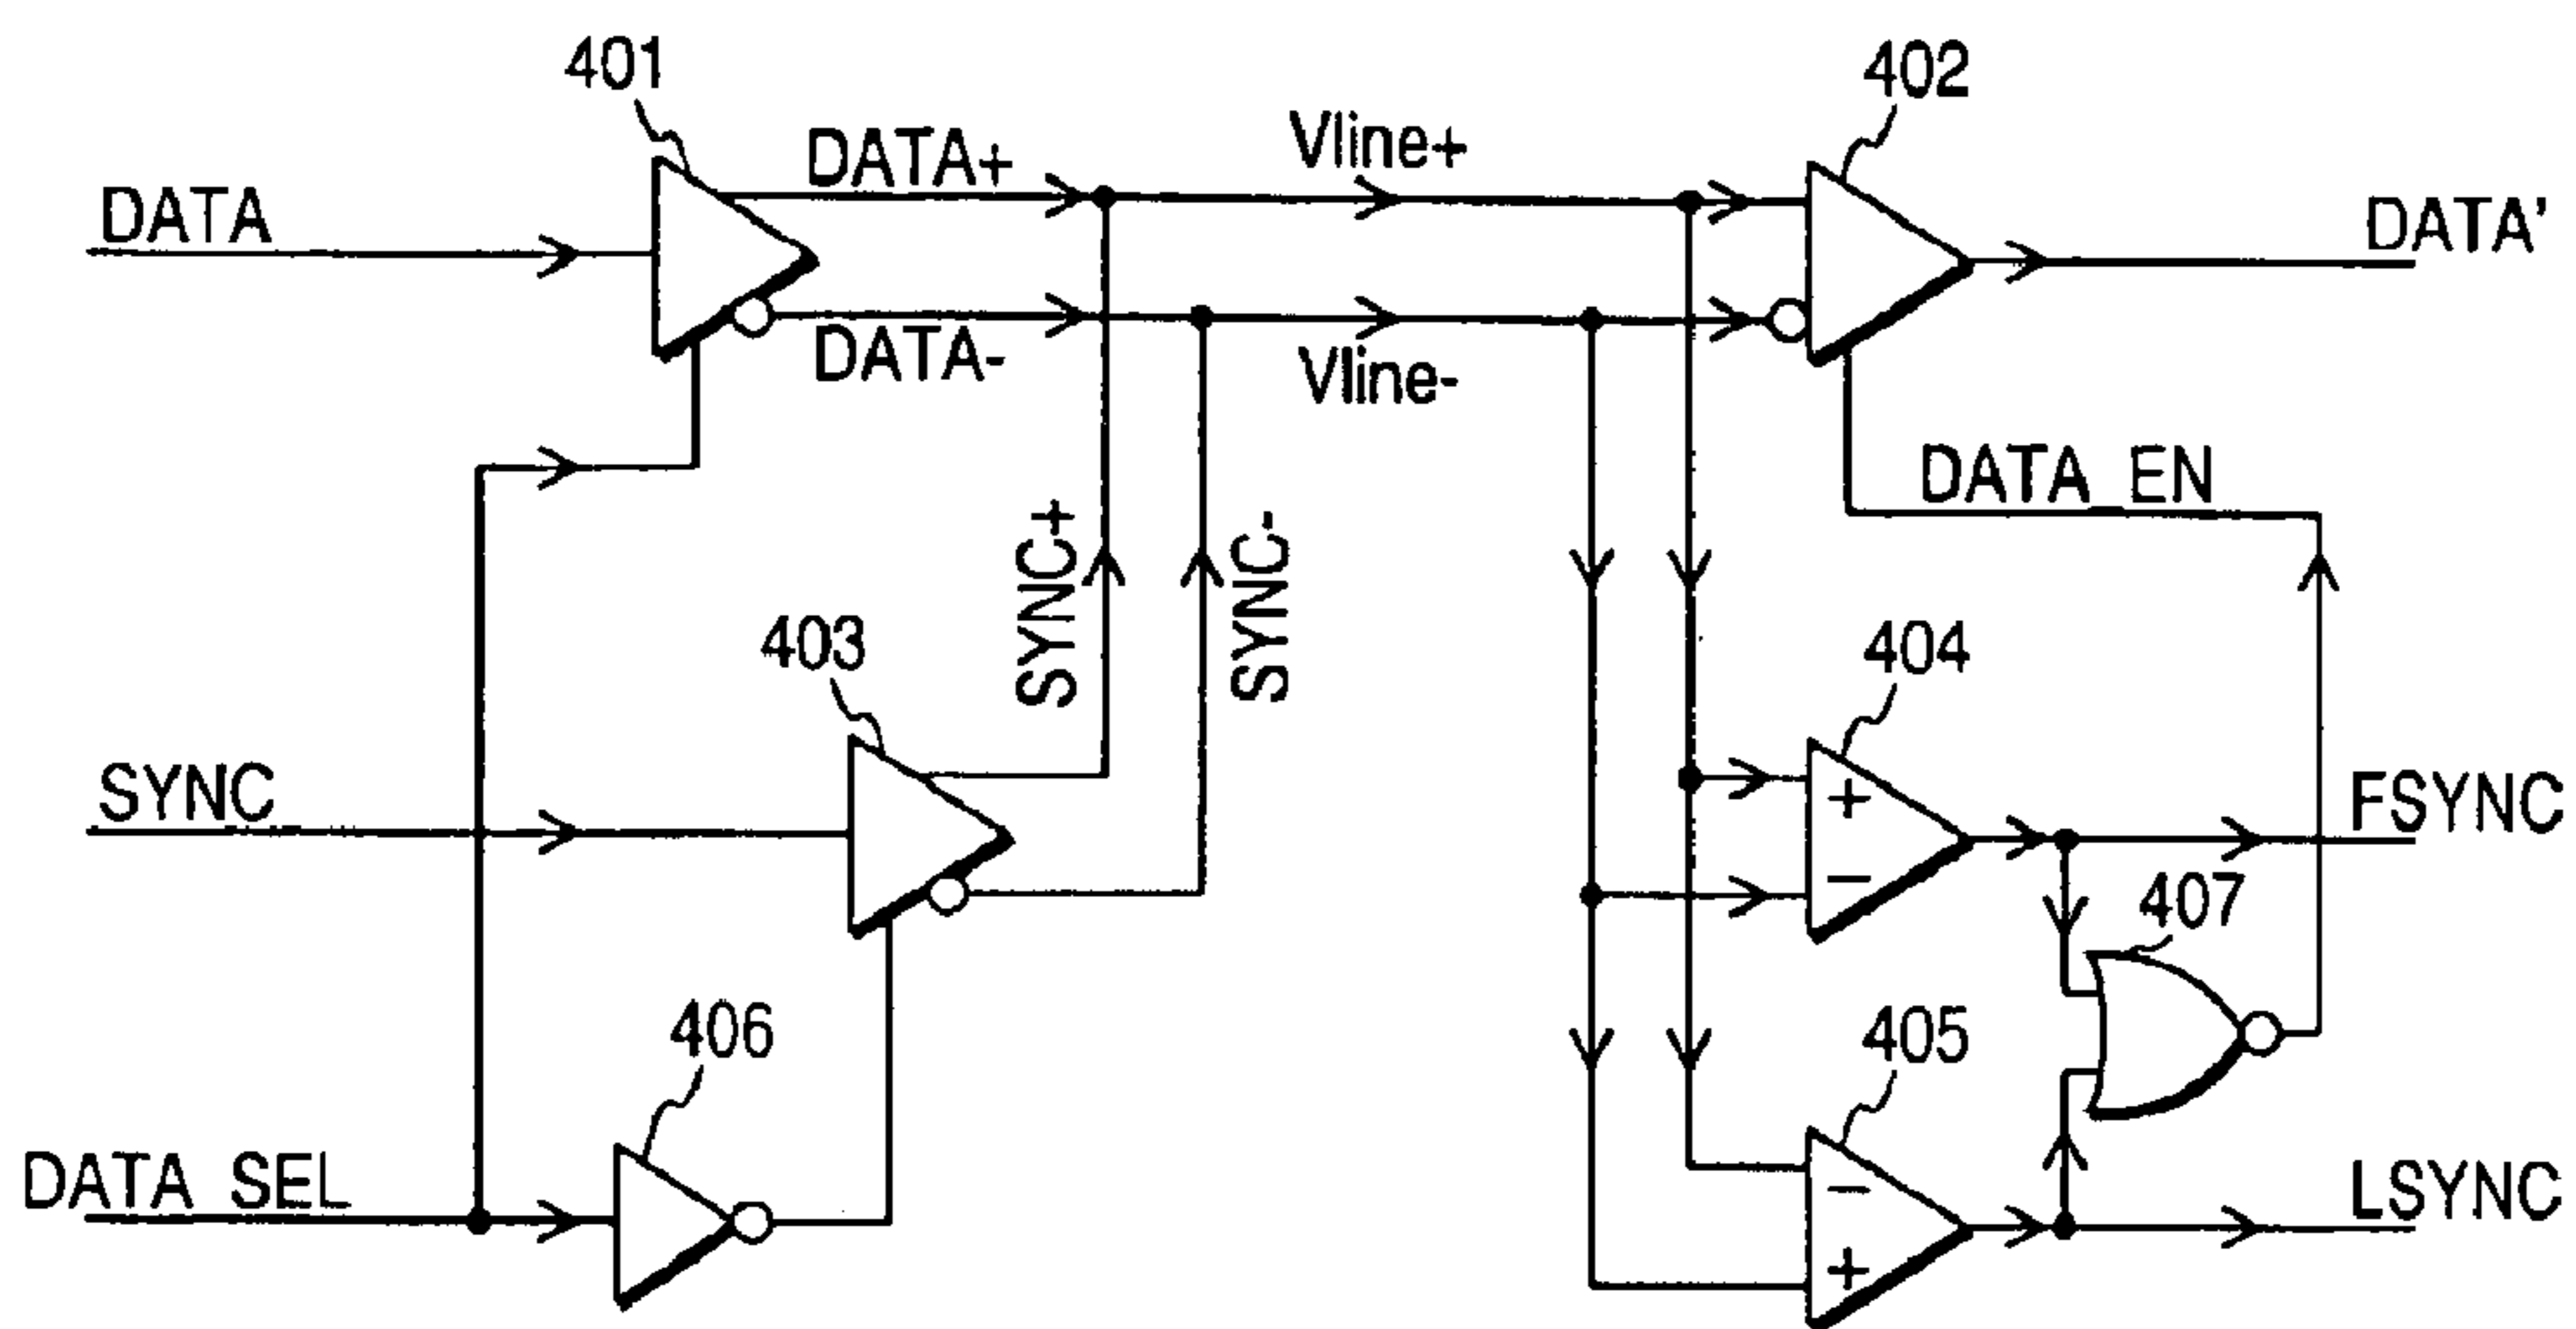 401
402
DATA
DATA+
Vline+
DATA'
DATA-
Vline-
DATA_EN
SYNC+
SYNC-
403
404
SYNC
FSYNC
+
−
407
406
405
DATA_SEL
−
+
LSYNC